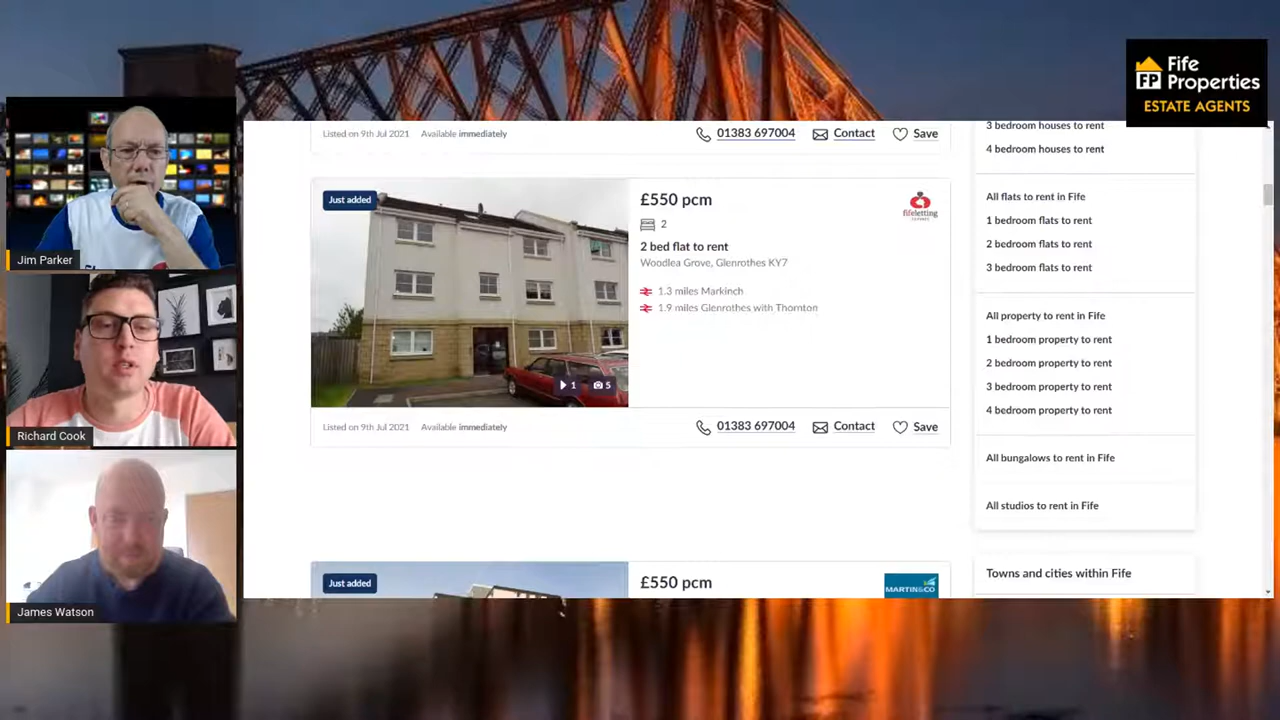 Fife
Properties
FP
ESTATE AGENTS
Jim Parker
Richard Cook
James Watson
Listed on 9th Jul 2021 Available immediately 01383 697004 Contact Save
Just added
£550 pcm
fifeletting
2
2 bed flat to rent
Woodlea Grove, Glenrothes KY7
1.3 miles Markinch
1.9 miles Glenrothes with Thornton
1 5
Listed on 9th Jul 2021 Available immediately 01383 697004 Contact Save
Just added
£550 pcm
MARTIN&CO
3 bedroom houses to rent
4 bedroom houses to rent
All flats to rent in Fife
1 bedroom flats to rent
2 bedroom flats to rent
3 bedroom flats to rent
All property to rent in Fife
1 bedroom property to rent
2 bedroom property to rent
3 bedroom property to rent
4 bedroom property to rent
All bungalows to rent in Fife
All studios to rent in Fife
Towns and cities within Fife